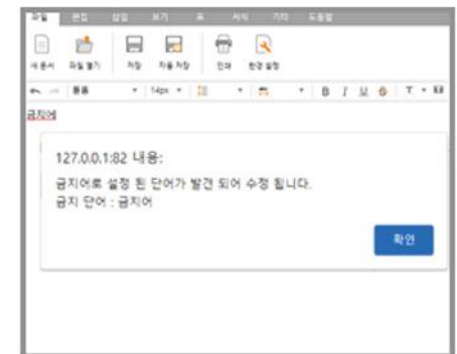 파일 편집 삽입 보기 표 서식 기타 도움말
새 문서 파일 열기 저장 자동 저장 인쇄 환경 설정
돋움 14px B I U S T
금지어
127.0.0.1:82 내용:
금지어로 설정 된 단어가 발견 되어 수정 됩니다.
금지 단어 : 금지어
확인